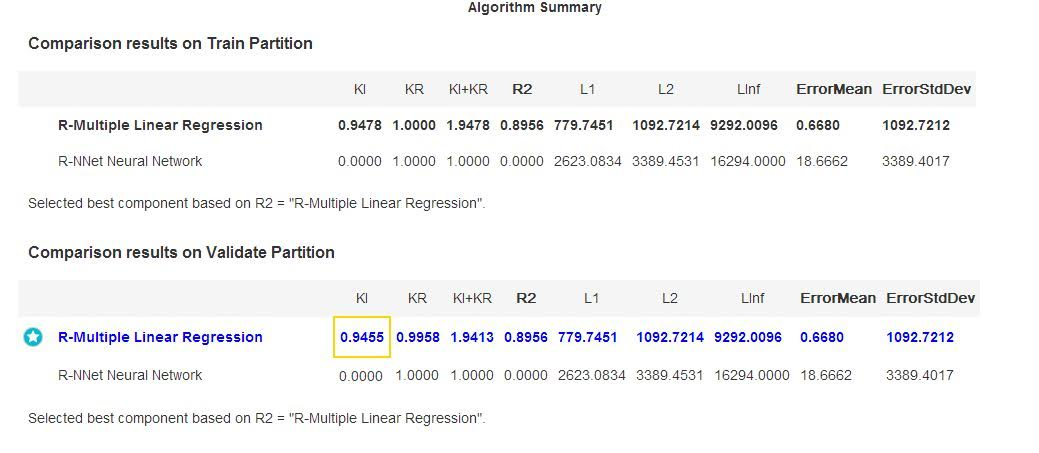 Algorithm Summary
Comparison results on Train Partition
KI KR KI+KR R2 L1 L2 LInf ErrorMean ErrorStdDev
R-Multiple Linear Regression 0.9478 1.0000 1.9478 0.8956 779.7451 1092.7214 9292.0096 0.6680 1092.7212
R-NNet Neural Network 0.0000 1.0000 1.0000 0.0000 2623.0834 3389.4531 16294.0000 18.6662 3389.4017
Selected best component based on R2 = "R-Multiple Linear Regression".
Comparison results on Validate Partition
KI KR KI+KR R2 L1 L2 LInf ErrorMean ErrorStdDev
R-Multiple Linear Regression 0.9455 0.9958 1.9413 0.8956 779.7451 1092.7214 9292.0096 0.6680 1092.7212
R-NNet Neural Network 0.0000 1.0000 1.0000 0.0000 2623.0834 3389.4531 16294.0000 18.6662 3389.4017
Selected best component based on R2 = "R-Multiple Linear Regression".